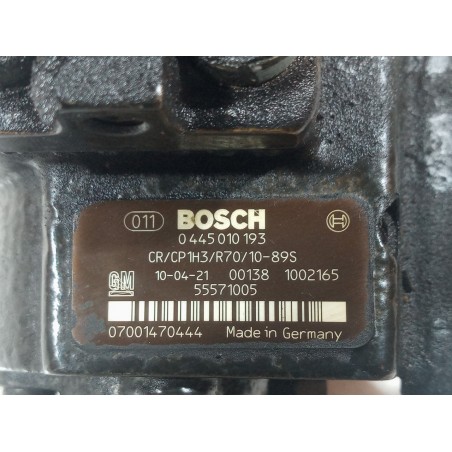 011 BOSCH
0 445 010 193
CR/CP1H3/R70/10-89S
GM 10-04-21 00138 1002165
55571005
07001470444 Made in Germany